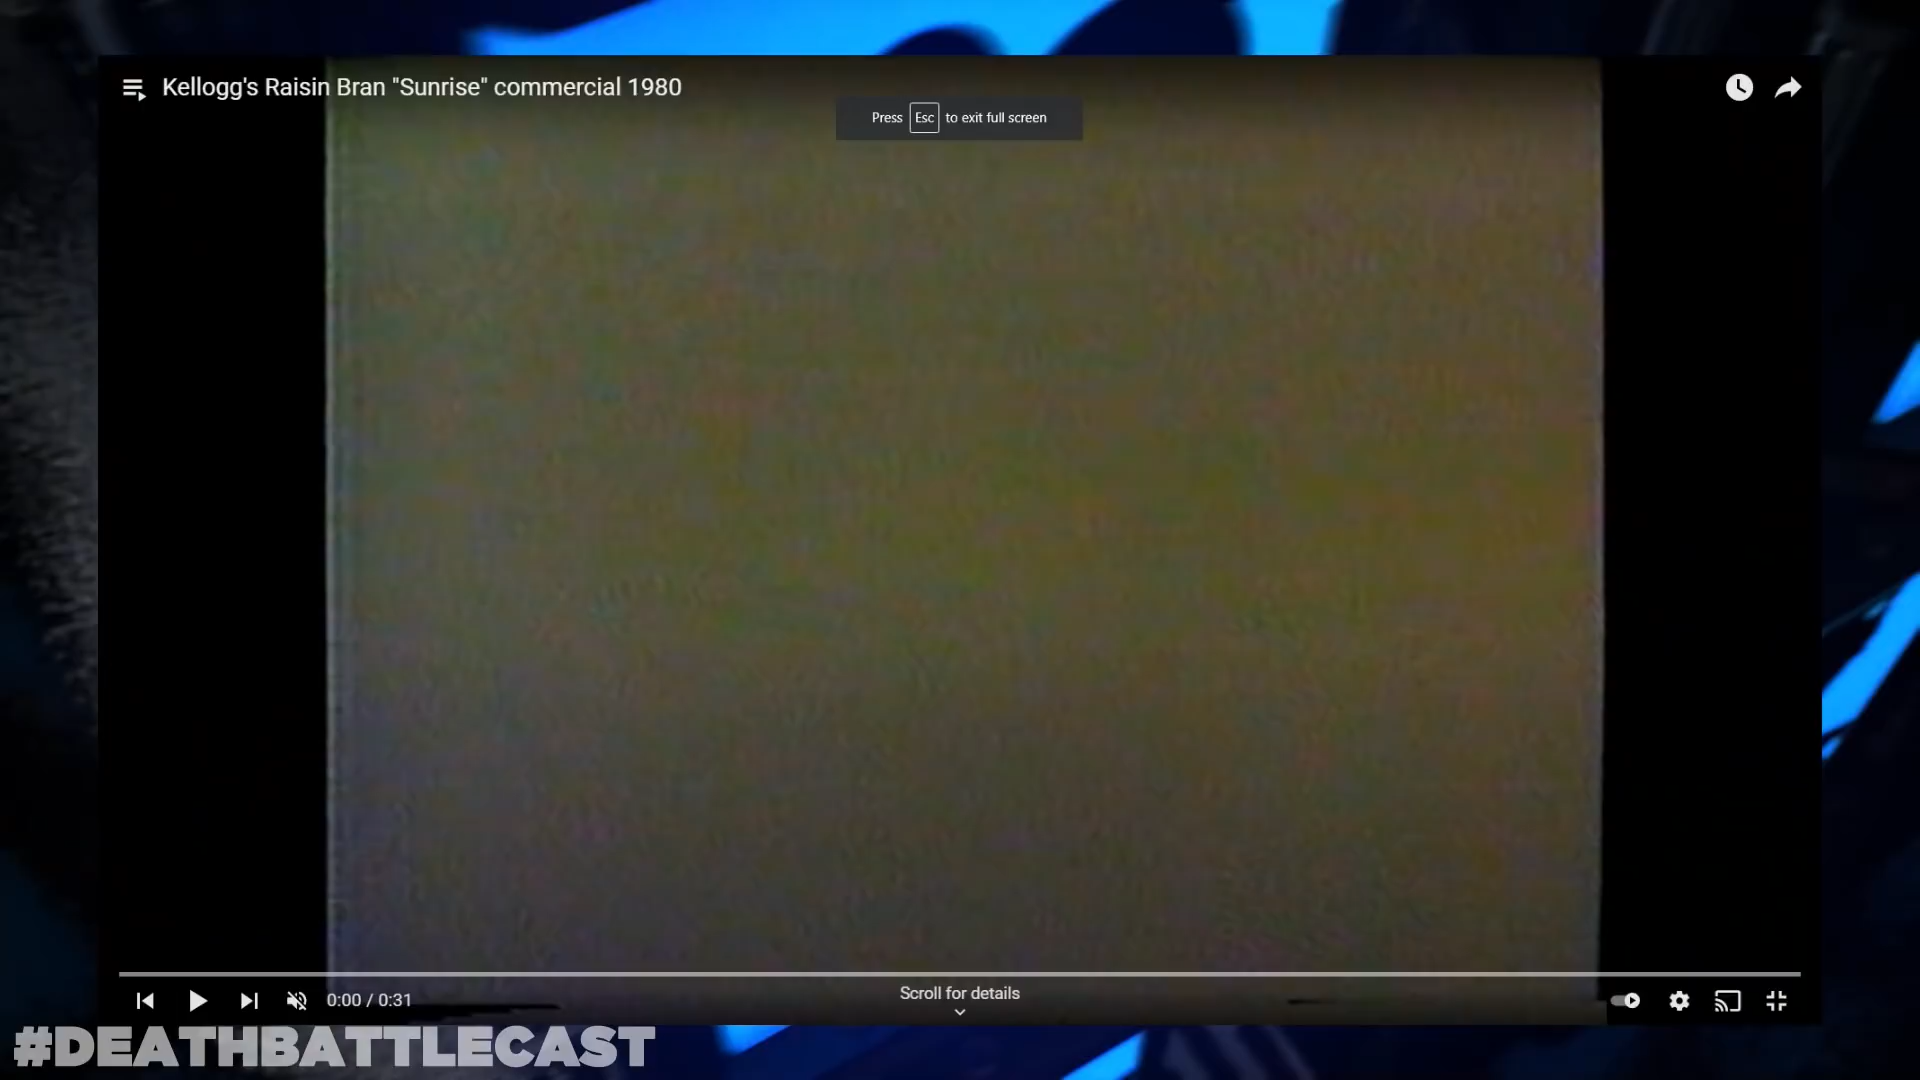 Kellogg's Raisin Bran "Sunrise" commercial 1980
Press Esc to exit full screen
0:00 / 0:31
Scroll for details
#DEATHBATTLECAST